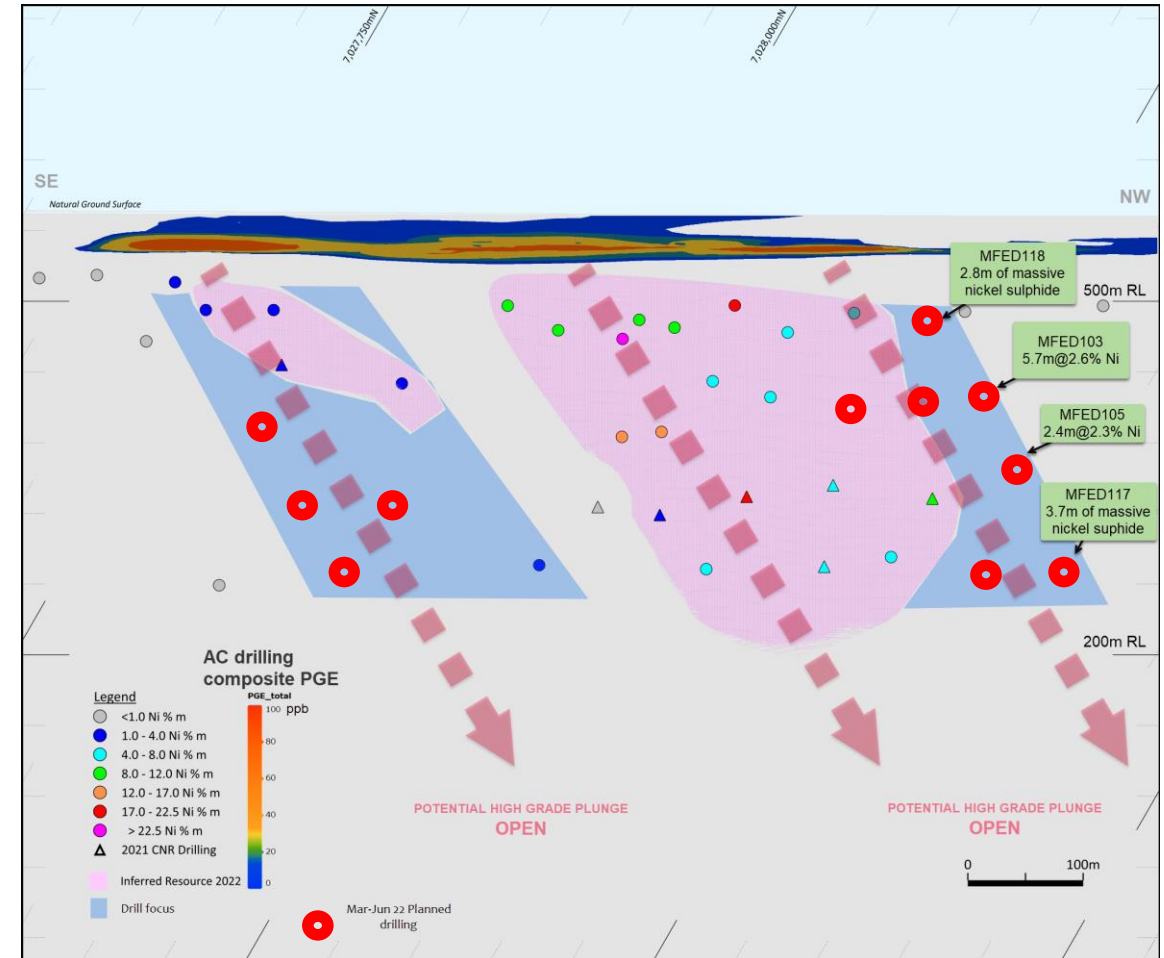 7,027,750mN
7,028,000mN
SE
NW
Natural Ground Surface
MFED118
2.8m of massive
nickel sulphide
500m RL
MFED103
5.7m@2.6% Ni
MFED105
2.4m@2.3% Ni
MFED117
3.7m of massive
nickel suphide
200m RL
AC drilling
composite PGE
Legend
<1.0 Ni % m
1.0 - 4.0 Ni % m
4.0 - 8.0 Ni % m
8.0 - 12.0 Ni % m
12.0 - 17.0 Ni % m
17.0 - 22.5 Ni % m
> 22.5 Ni % m
2021 CNR Drilling
Inferred Resource 2022
Drill focus
PGE_total
100 ppb
80
60
40
20
0
Mar-Jun 22 Planned
drilling
POTENTIAL HIGH GRADE PLUNGE
OPEN
POTENTIAL HIGH GRADE PLUNGE
OPEN
0 100m